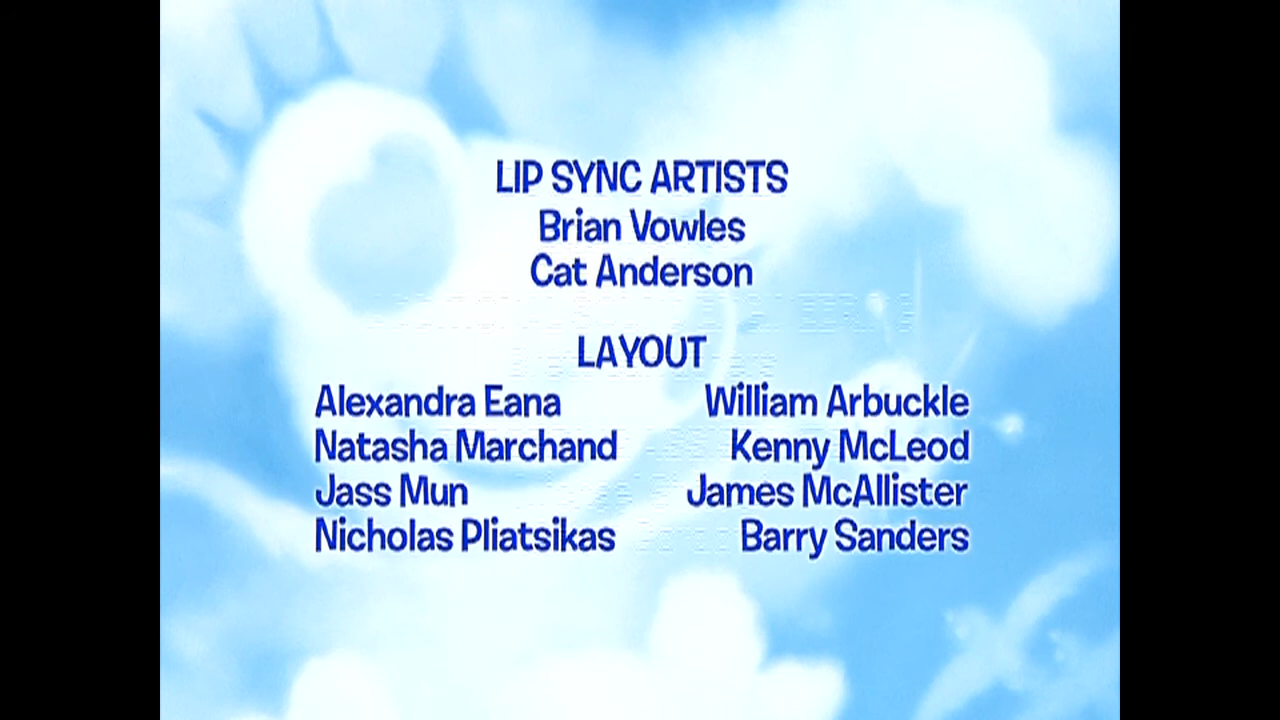 LIP SYNC ARTISTS
Brian Vowles
Cat Anderson
LAYOUT
Alexandra Eana William Arbuckle
Natasha Marchand Kenny McLeod
Jass Mun James McAllister
Nicholas Pliatsikas Barry Sanders